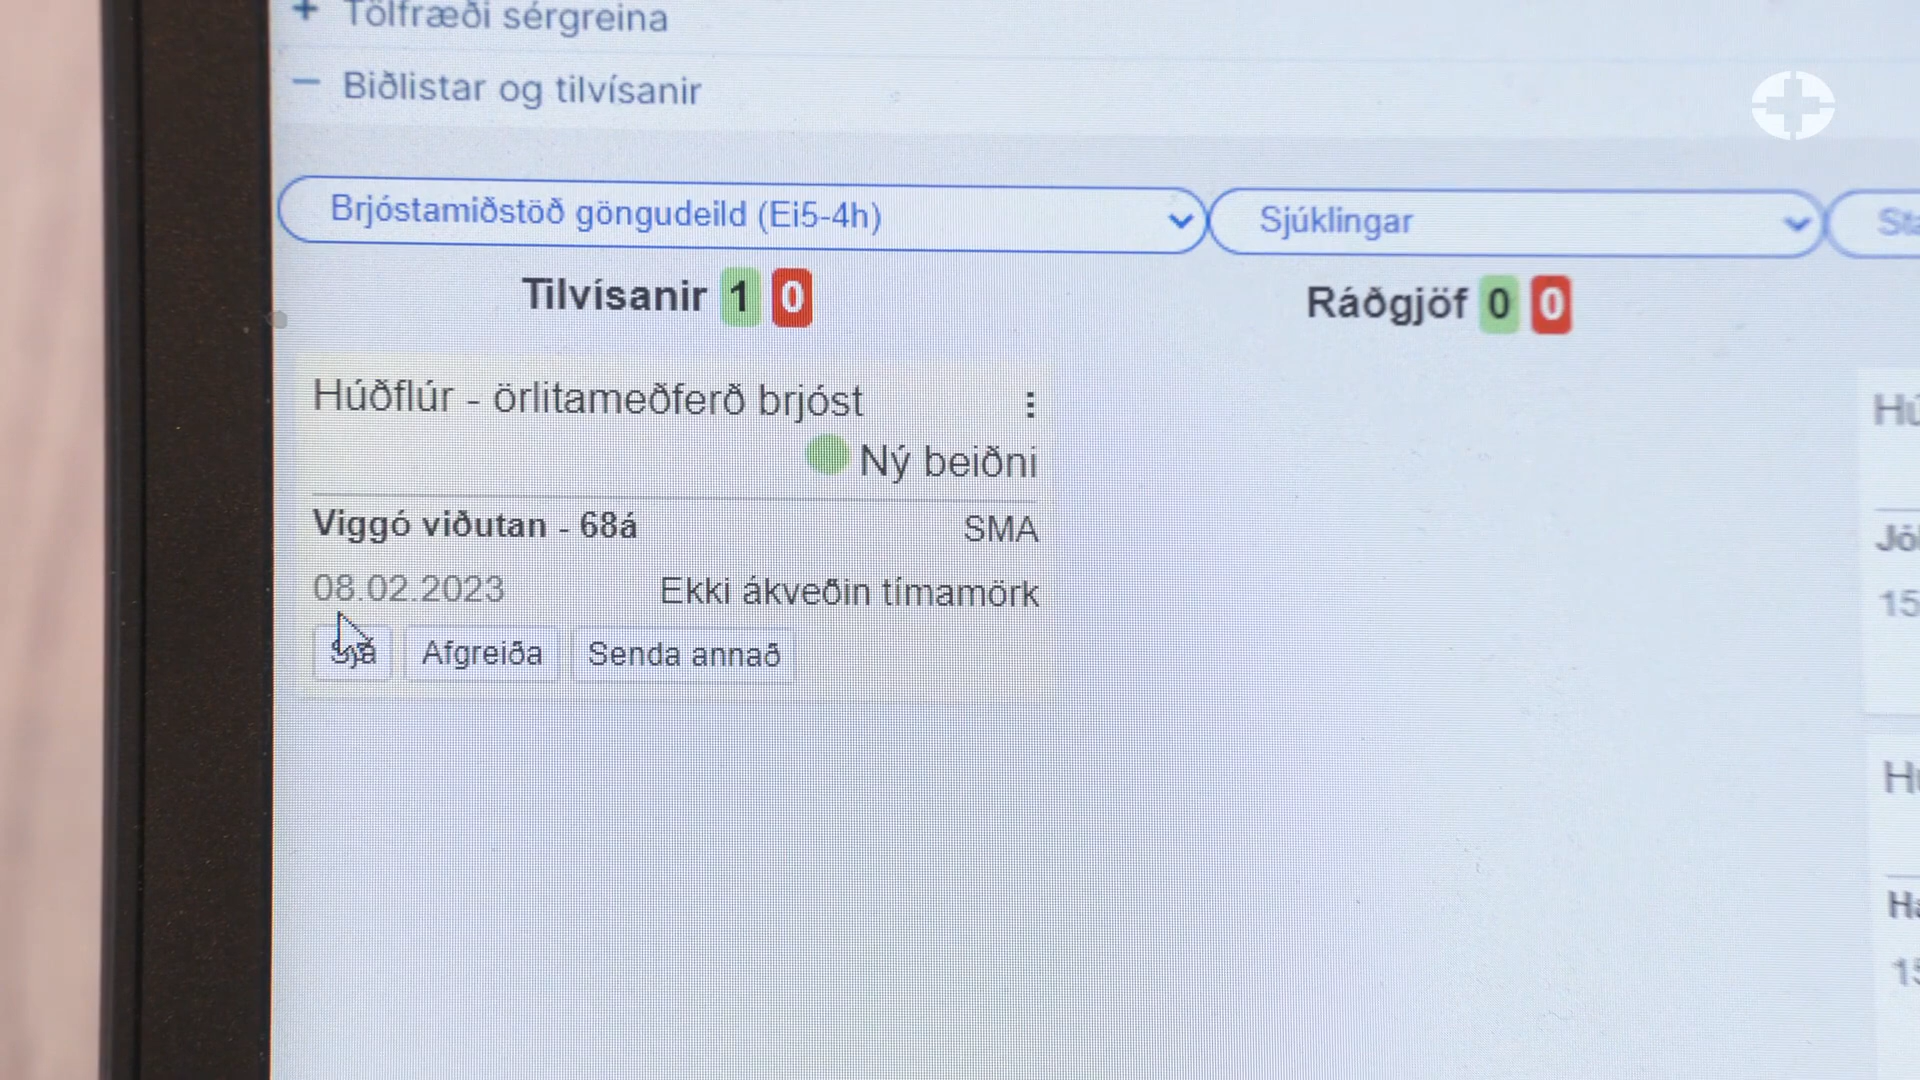 Tölfræði sérgreina
Biðlistar og tilvísanir
Brjóstamiðstöð göngudeild (Ei5-4h)
Sjúklingar
Tilvísanir 1 0
Ráðgjöf 0 0
Húðflúr - örlitameðferð brjóst
Ný beiðni
Viggó viðutan - 68á
SMA
08.02.2023
Ekki ákveðin tímamörk
Sjá
Afgreiða
Senda annað